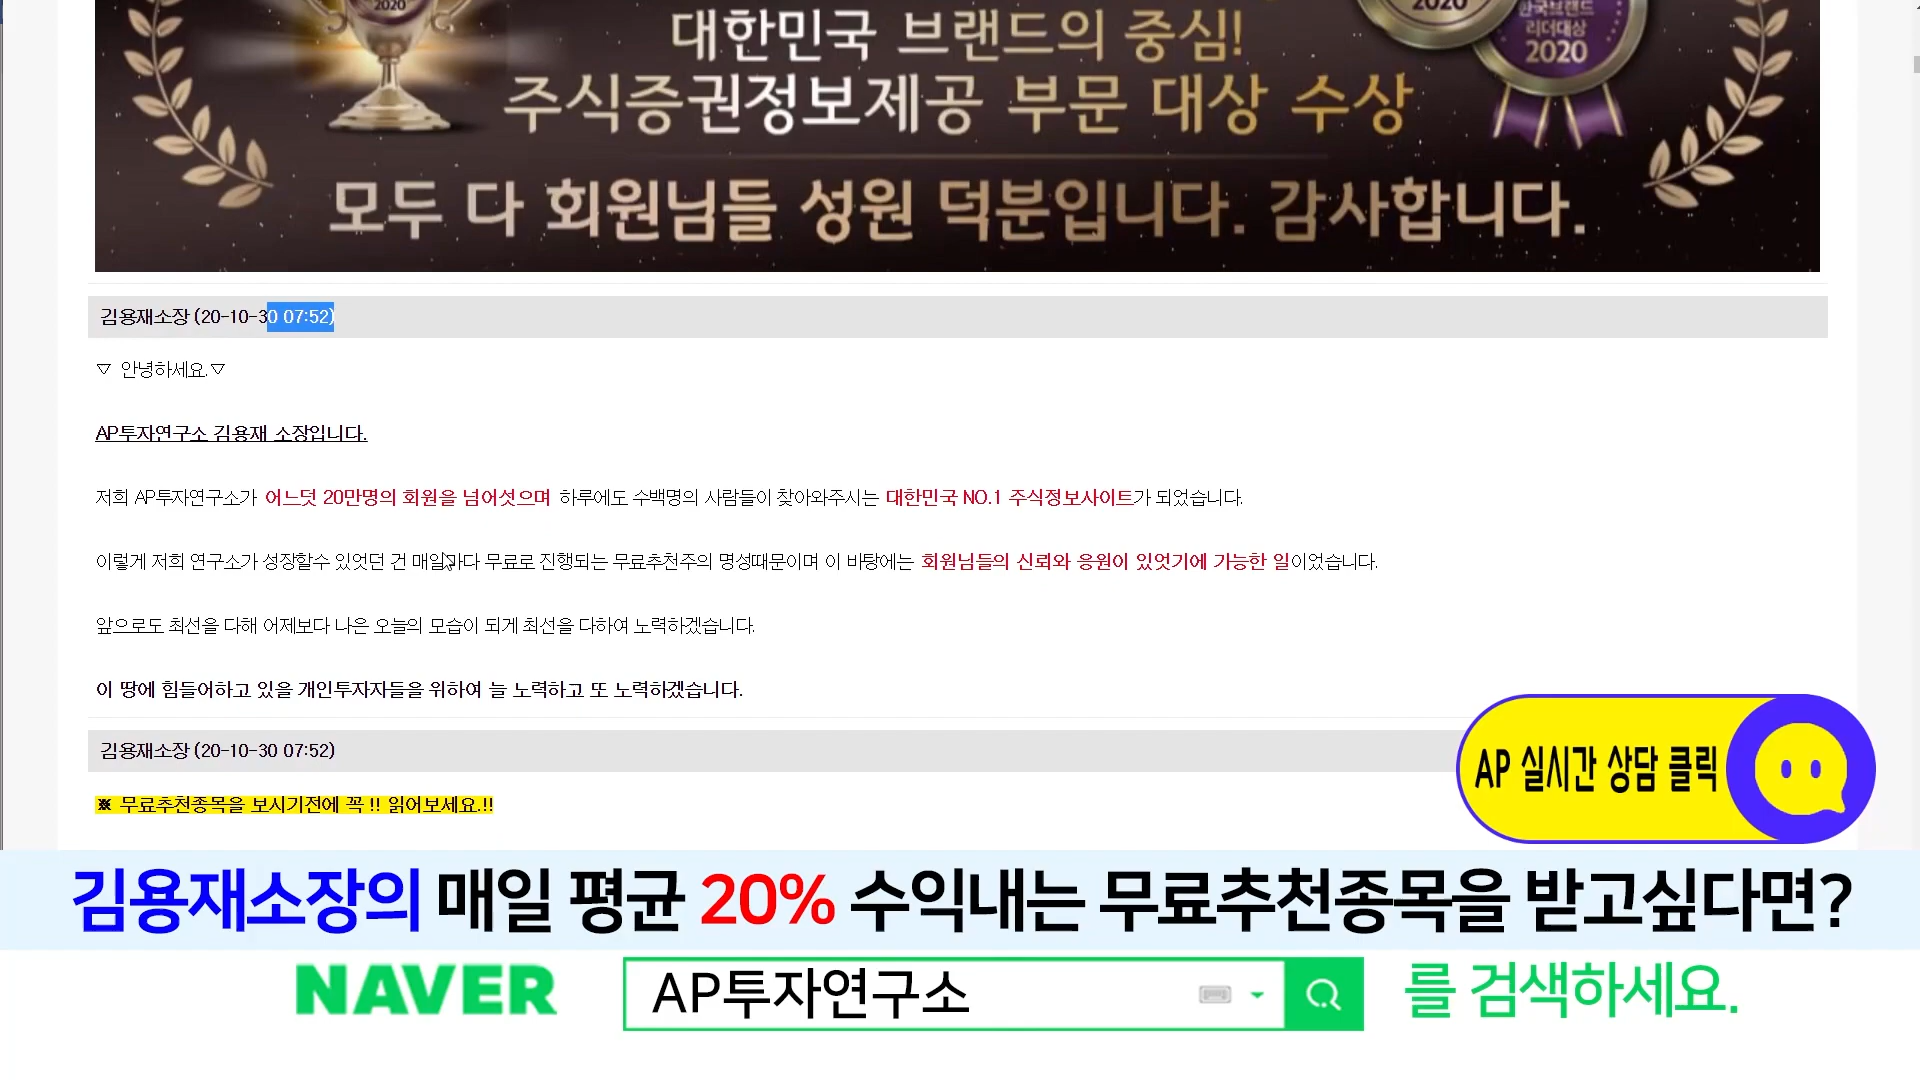 2020
2020
한국브랜드
리더대상
2020
대한민국 브랜드의 중심!
주식증권정보제공 부문 대상 수상
모두 다 회원님들 성원 덕분입니다. 감사합니다.
김용재소장 (20-10-30 07:52)
▽ 안녕하세요.▽
AP투자연구소 김용재 소장입니다.
저희 AP투자연구소가 어느덧 20만명의 회원을 넘어섯으며 하루에도 수백명의 사람들이 찾아와주시는 대한민국 NO.1 주식정보사이트가 되었습니다.
이렇게 저희 연구소가 성장할수 있엇던 건 매일마다 무료로 진행되는 무료추천주의 명성때문이며 이 바탕에는 회원님들의 신뢰와 응원이 있엇기에 가능한 일이었습니다.
앞으로도 최선을 다해 어제보다 나은 오늘의 모습이 되게 최선을 다하여 노력하겠습니다.
이 땅에 힘들어하고 있을 개인투자자들을 위하여 늘 노력하고 또 노력하겠습니다.
김용재소장 (20-10-30 07:52)
※ 무료추천종목을 보시기전에 꼭 !! 읽어보세요.!!
AP 실시간 상담 클릭
김용재소장의 매일 평균 20% 수익내는 무료추천종목을 받고싶다면?
NAVER AP투자연구소 를 검색하세요.